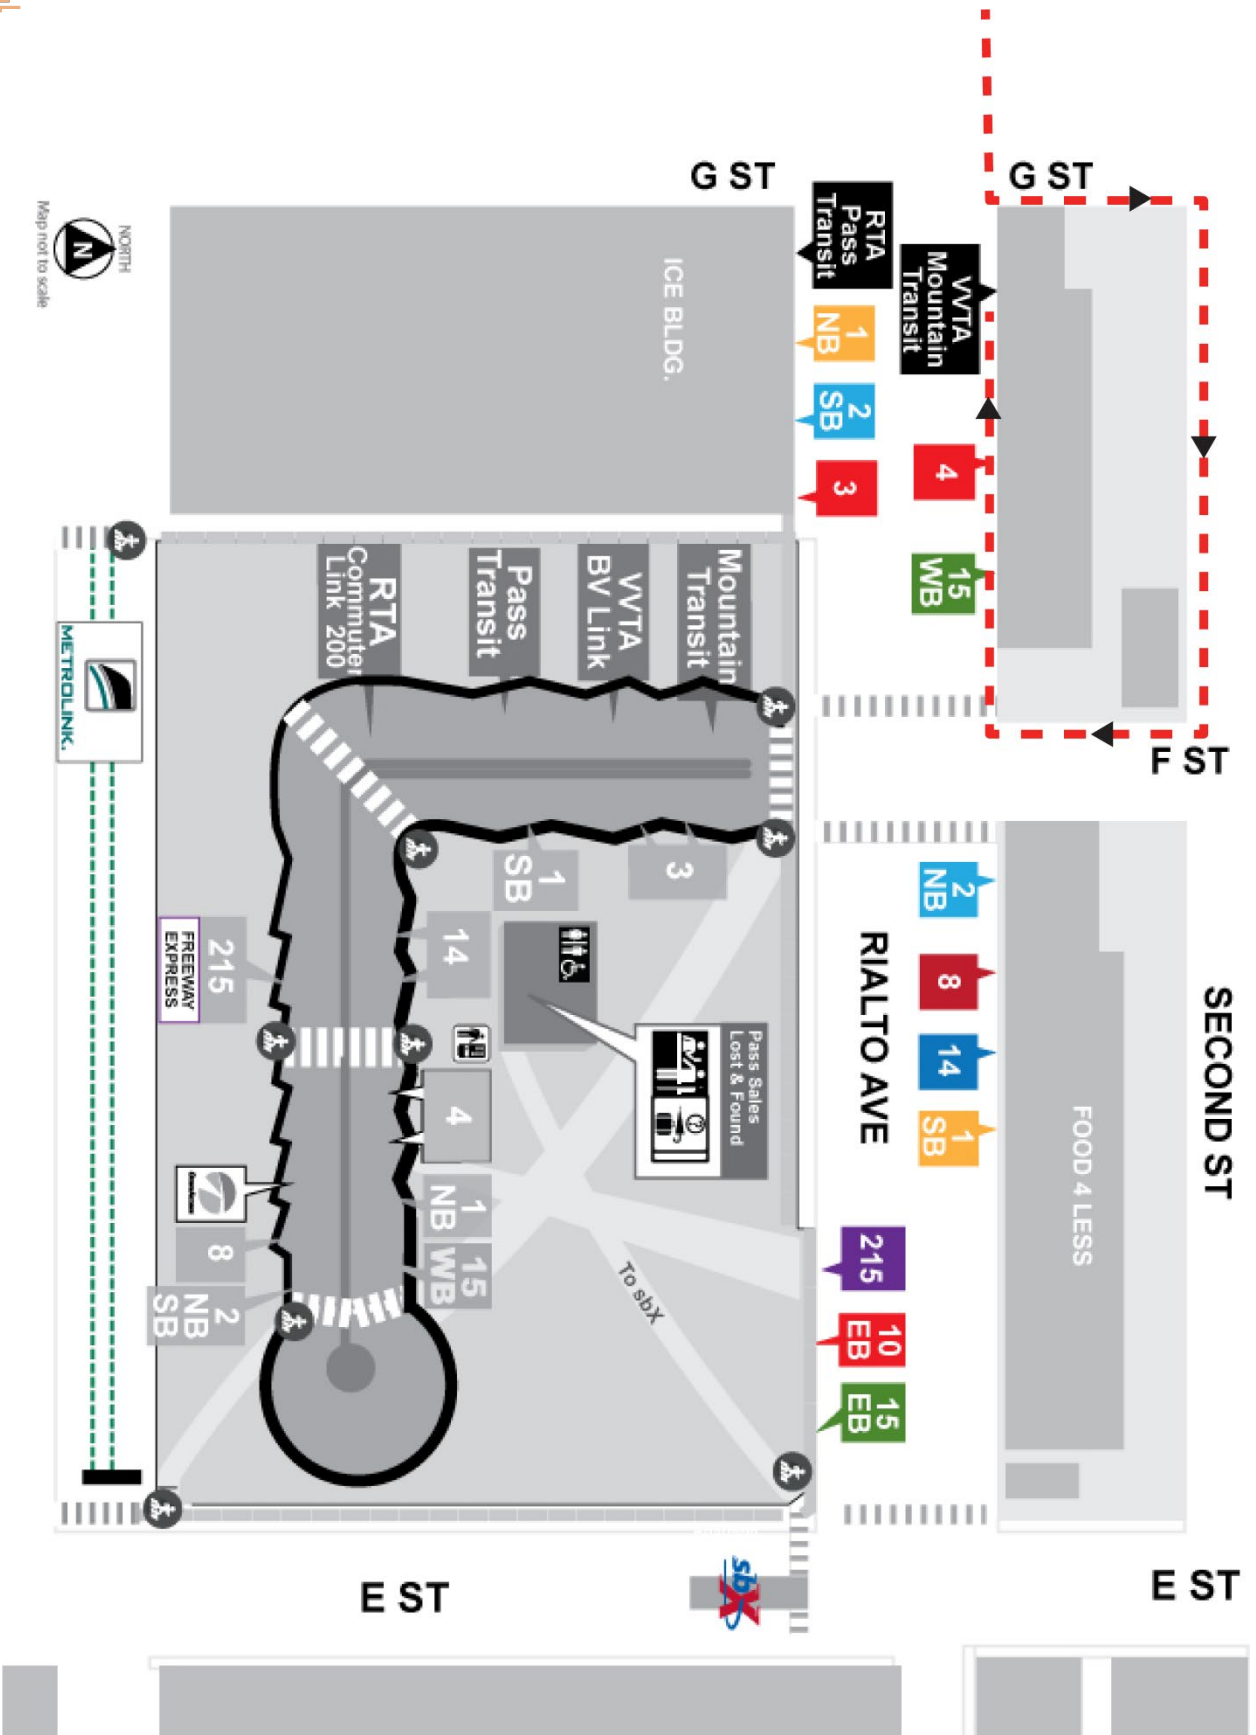 G ST
G ST
RTA
Pass
Transit
VVTA
Mountain
Transit
NORTH
N
Map not to scale
ICE BLDG.
1
NB
2
SB
3
4
15
WB
F ST
Mountain
Transit
VVTA
BV Link
Pass
Transit
RTA
Commuter
Link 200
METROLINK.
3
1
SB
14
215
FREEWAY
EXPRESS
Pass Sales
Lost & Found
?
4
1
NB
15
WB
8
2
NB
SB
To sbX
RIALTO AVE
2
NB
8
14
1
SB
FOOD 4 LESS
SECOND ST
215
10
EB
15
EB
sbX
E ST
E ST